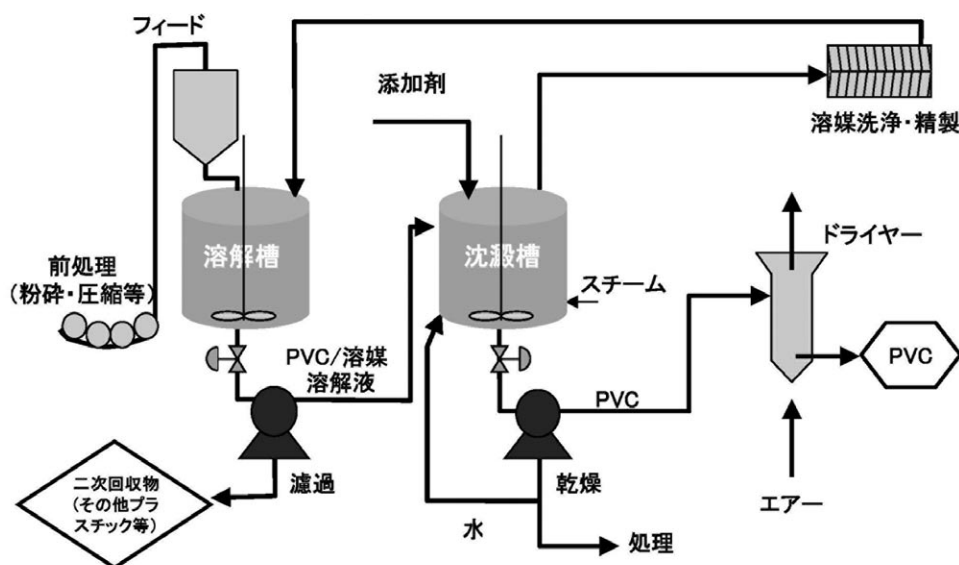 フィード
添加剤
溶媒洗浄・精製
溶解槽
沈澱槽
ドライヤー
前処理
(粉砕・圧縮等)
スチーム
PVC/溶媒
溶解液
PVC
PVC
二次回収物
(その他プラ
スチック等)
濾過
乾燥
エアー
水
処理